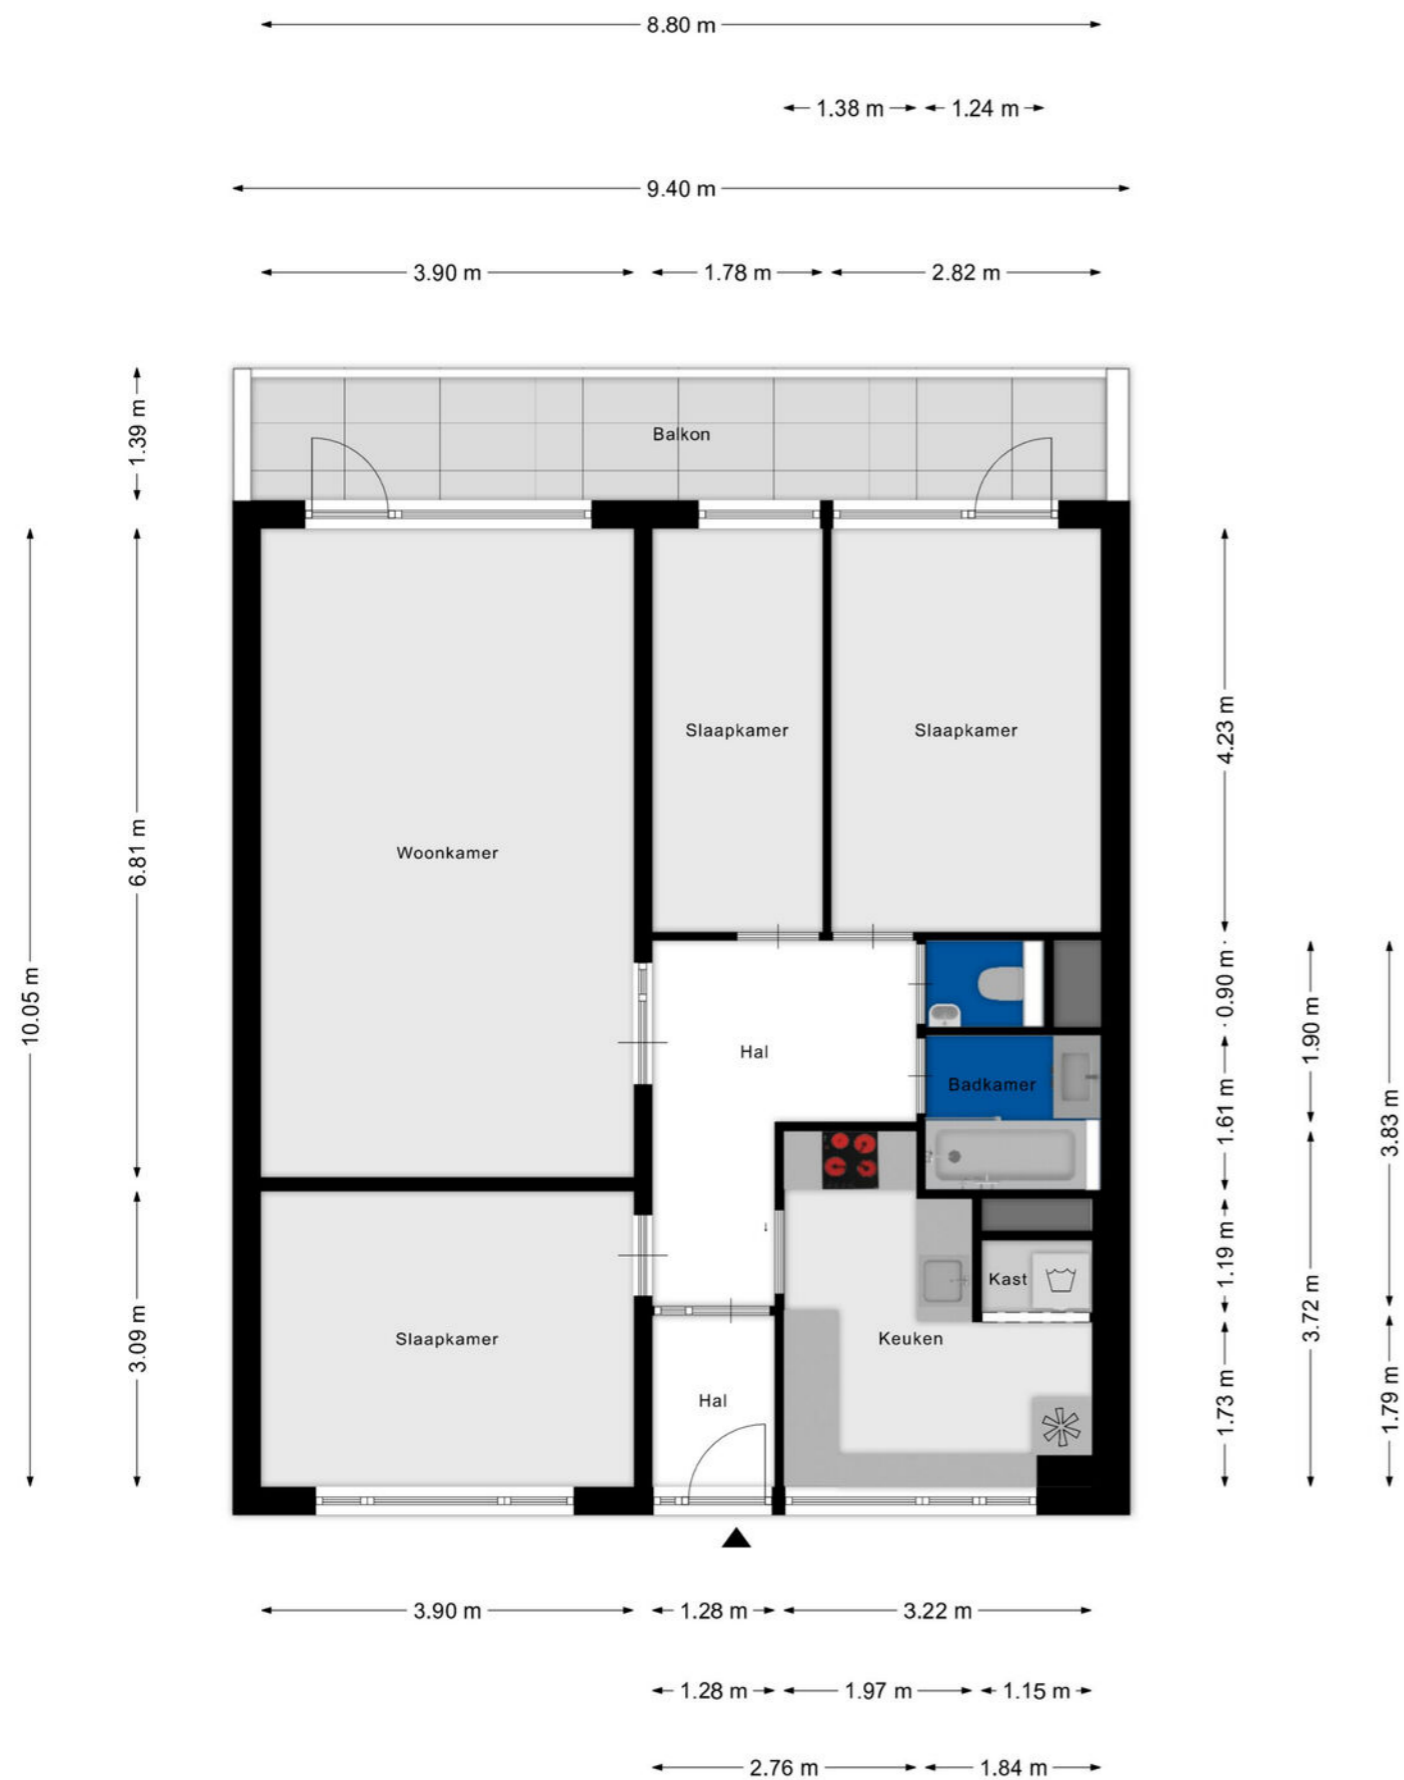 8.80 m
1.38 m
1.24 m
9.40 m
3.90 m
1.78 m
2.82 m
1.39 m
Balkon
10.05 m
6.81 m
3.09 m
Woonkamer
Slaapkamer
Slaapkamer
4.23 m
0.90 m
1.61 m
1.19 m
1.73 m
1.90 m
3.72 m
3.83 m
1.79 m
Hal
Badkamer
Kast
Slaapkamer
Keuken
Hal
3.90 m
1.28 m
3.22 m
1.28 m
1.97 m
1.15 m
2.76 m
1.84 m